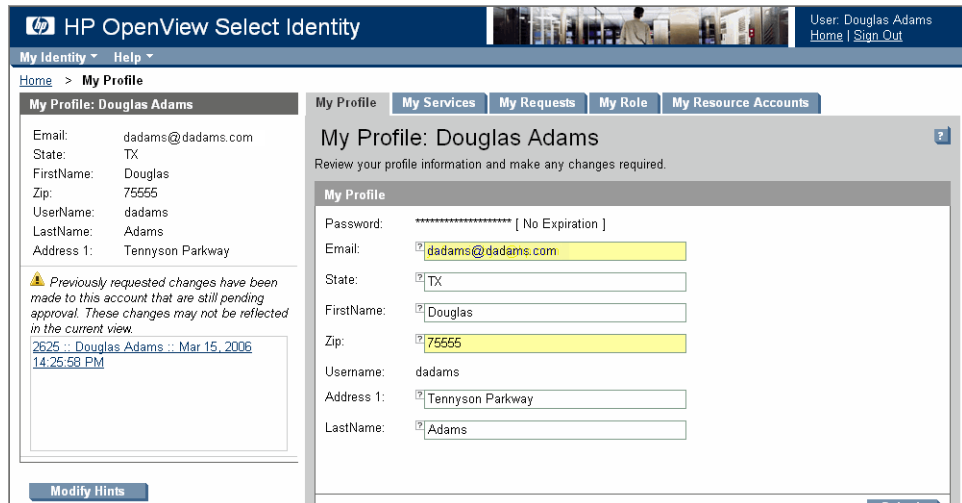 HP OpenView Select Identity
User: Douglas Adams
Home | Sign Out
My Identity Help
Home > My Profile
My Profile: Douglas Adams
Email: dadams@dadams.com
State: TX
FirstName: Douglas
Zip: 75555
UserName: dadams
LastName: Adams
Address 1: Tennyson Parkway
Previously requested changes have been
made to this account that are still pending
approval. These changes may not be reflected
in the current view.
2625 :: Douglas Adams :: Mar 15, 2006
14:25:58 PM
Modify Hints
My Profile My Services My Requests My Role My Resource Accounts
My Profile: Douglas Adams
?
Review your profile information and make any changes required.
My Profile
Password: ******************** [ No Expiration ]
Email: ? dadams@dadams.com
State: ? TX
FirstName: ? Douglas
Zip: ? 75555
Username: dadams
Address 1: ? Tennyson Parkway
LastName: ? Adams